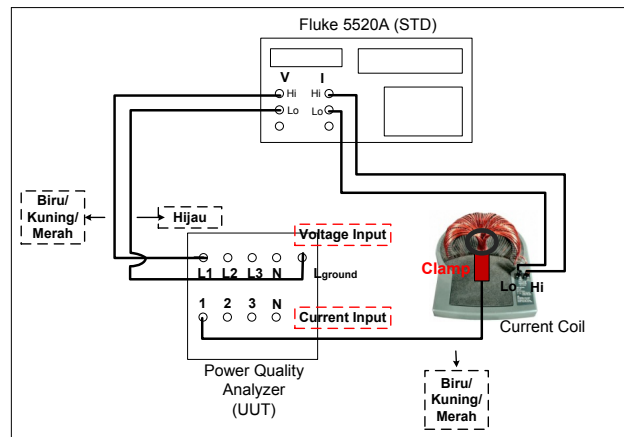 Fluke 5520A (STD)
V I
Hi Hi
Lo Lo
Biru/
Kuning/
Merah
Hijau
Voltage Input
L1 L2 L3 N Lground
Clamp
Lo Hi
1 2 3 N
Current Input
Current Coil
Power Quality
Analyzer
(UUT)
Biru/
Kuning/
Merah